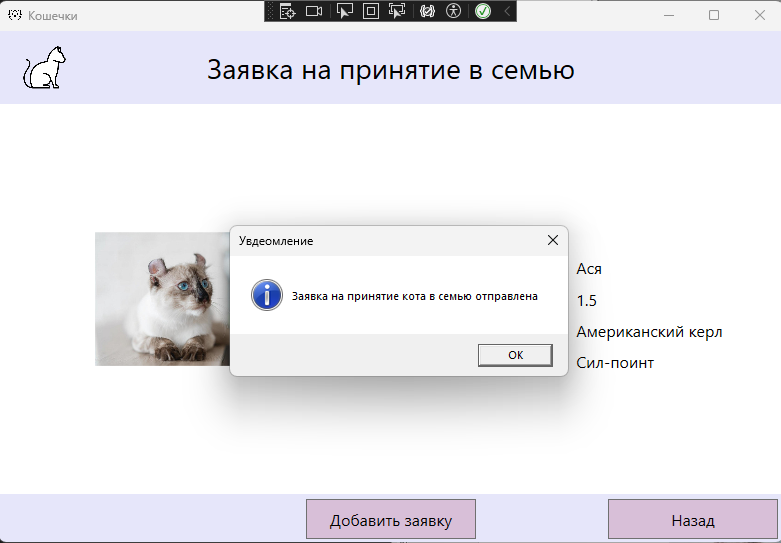 Кошечки
Заявка на принятие в семью
Увдеомление
Заявка на принятие кота в семью отправлена
OK
Ася
1.5
Американский керл
Сил-поинт
Добавить заявку
Назад